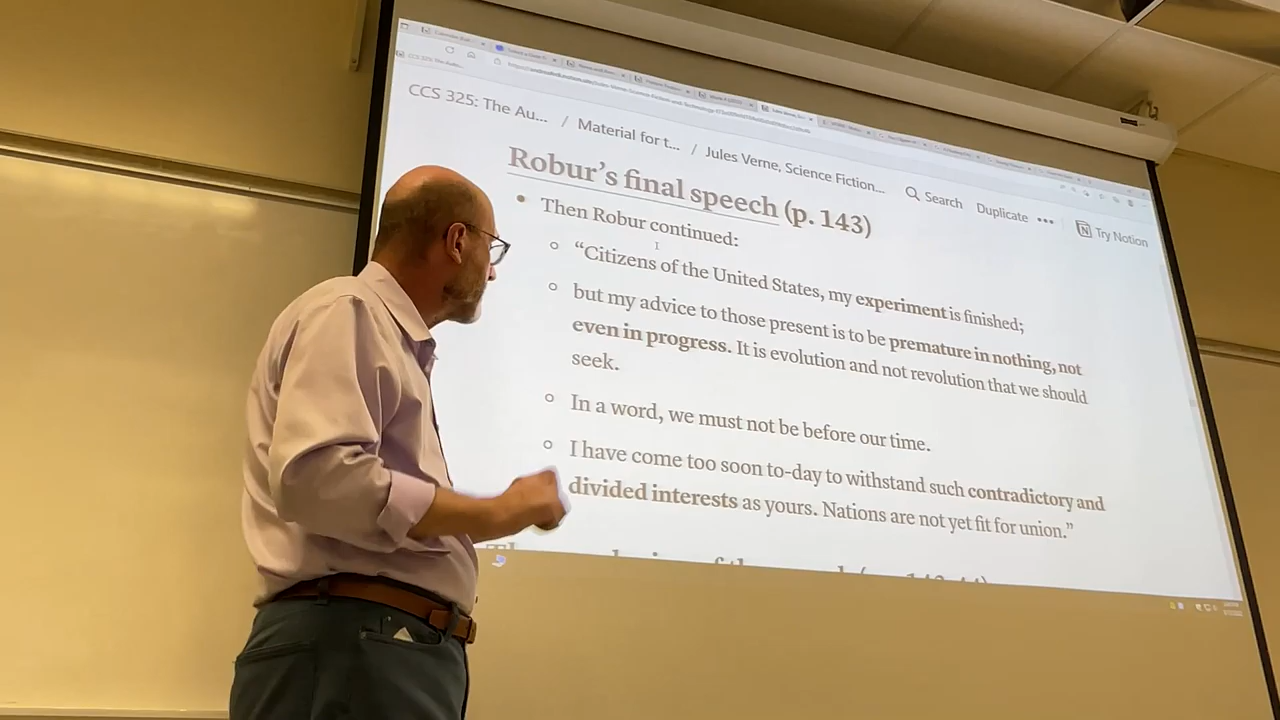 CCS 325: The Au... / Material for t... / Jules Verne, Science Fiction... Search Duplicate ••• Try Notion
Robur's final speech (p. 143)
• Then Robur continued:
○ “Citizens of the United States, my experiment is finished;
○ but my advice to those present is to be premature in nothing, not
even in progress. It is evolution and not revolution that we should
seek.
○ In a word, we must not be before our time.
○ I have come too soon to-day to withstand such contradictory and
divided interests as yours. Nations are not yet fit for union.”